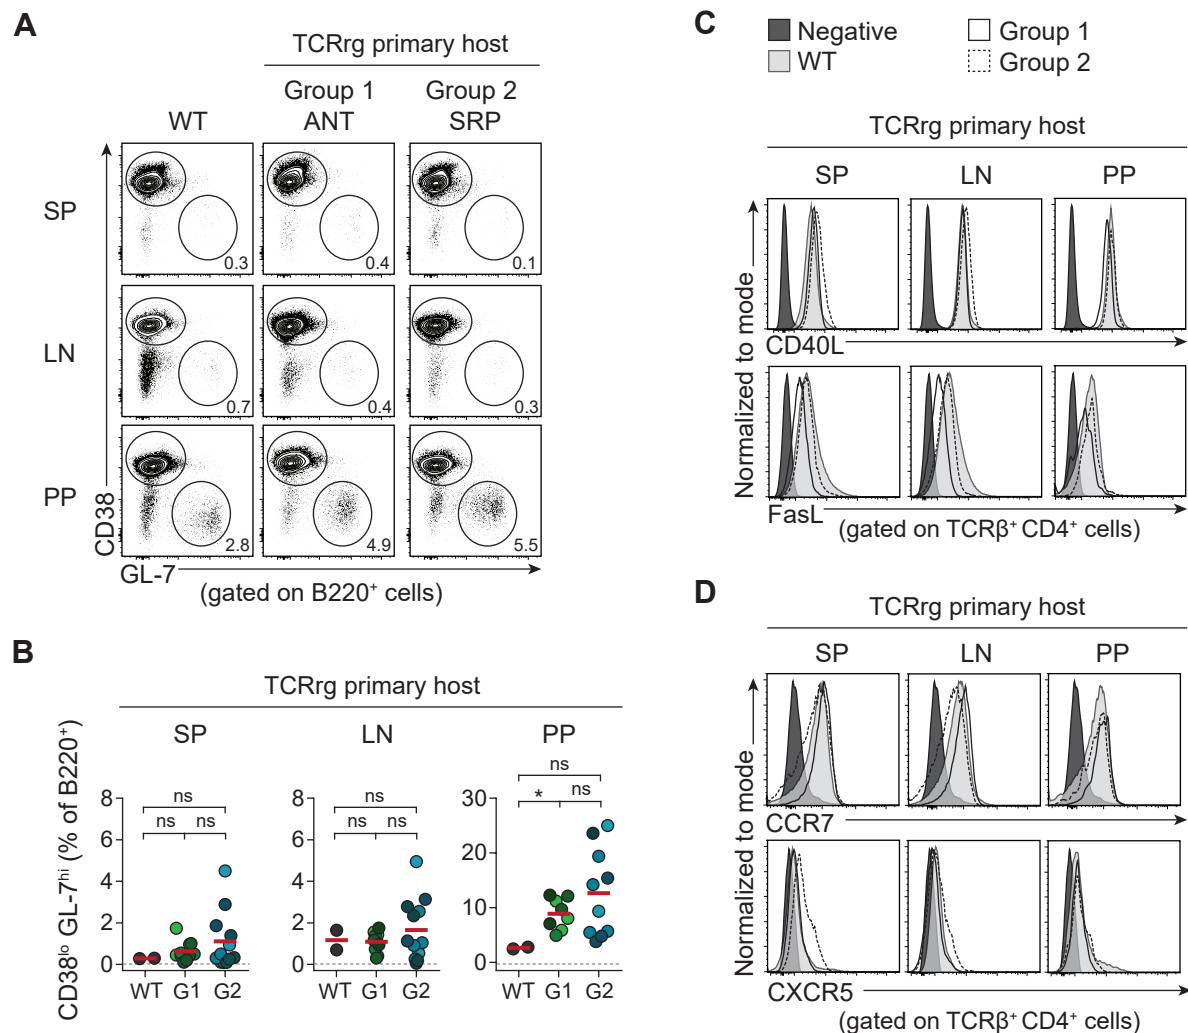 A
TCRrg primary host
Group 1
Group 2
WT
ANT
SRP
SP
0.3
0.4
0.1
LN
0.7
0.4
0.3
PP
2.8
4.9
5.5
CD38
GL-7
(gated on B220⁺ cells)
B
TCRrg primary host
SP
LN
PP
CD38ˡᵒ GL-7ʰⁱ (% of B220⁺)
8
6
4
2
0
ns
ns
ns
WT
G1
G2
8
6
4
2
0
ns
ns
ns
WT
G1
G2
30
20
10
0
ns
*
ns
WT
G1
G2
C
Negative
WT
Group 1
Group 2
TCRrg primary host
SP
LN
PP
Normalized to mode
CD40L
FasL
(gated on TCRβ⁺ CD4⁺ cells)
D
TCRrg primary host
SP
LN
PP
Normalized to mode
CCR7
CXCR5
(gated on TCRβ⁺ CD4⁺ cells)